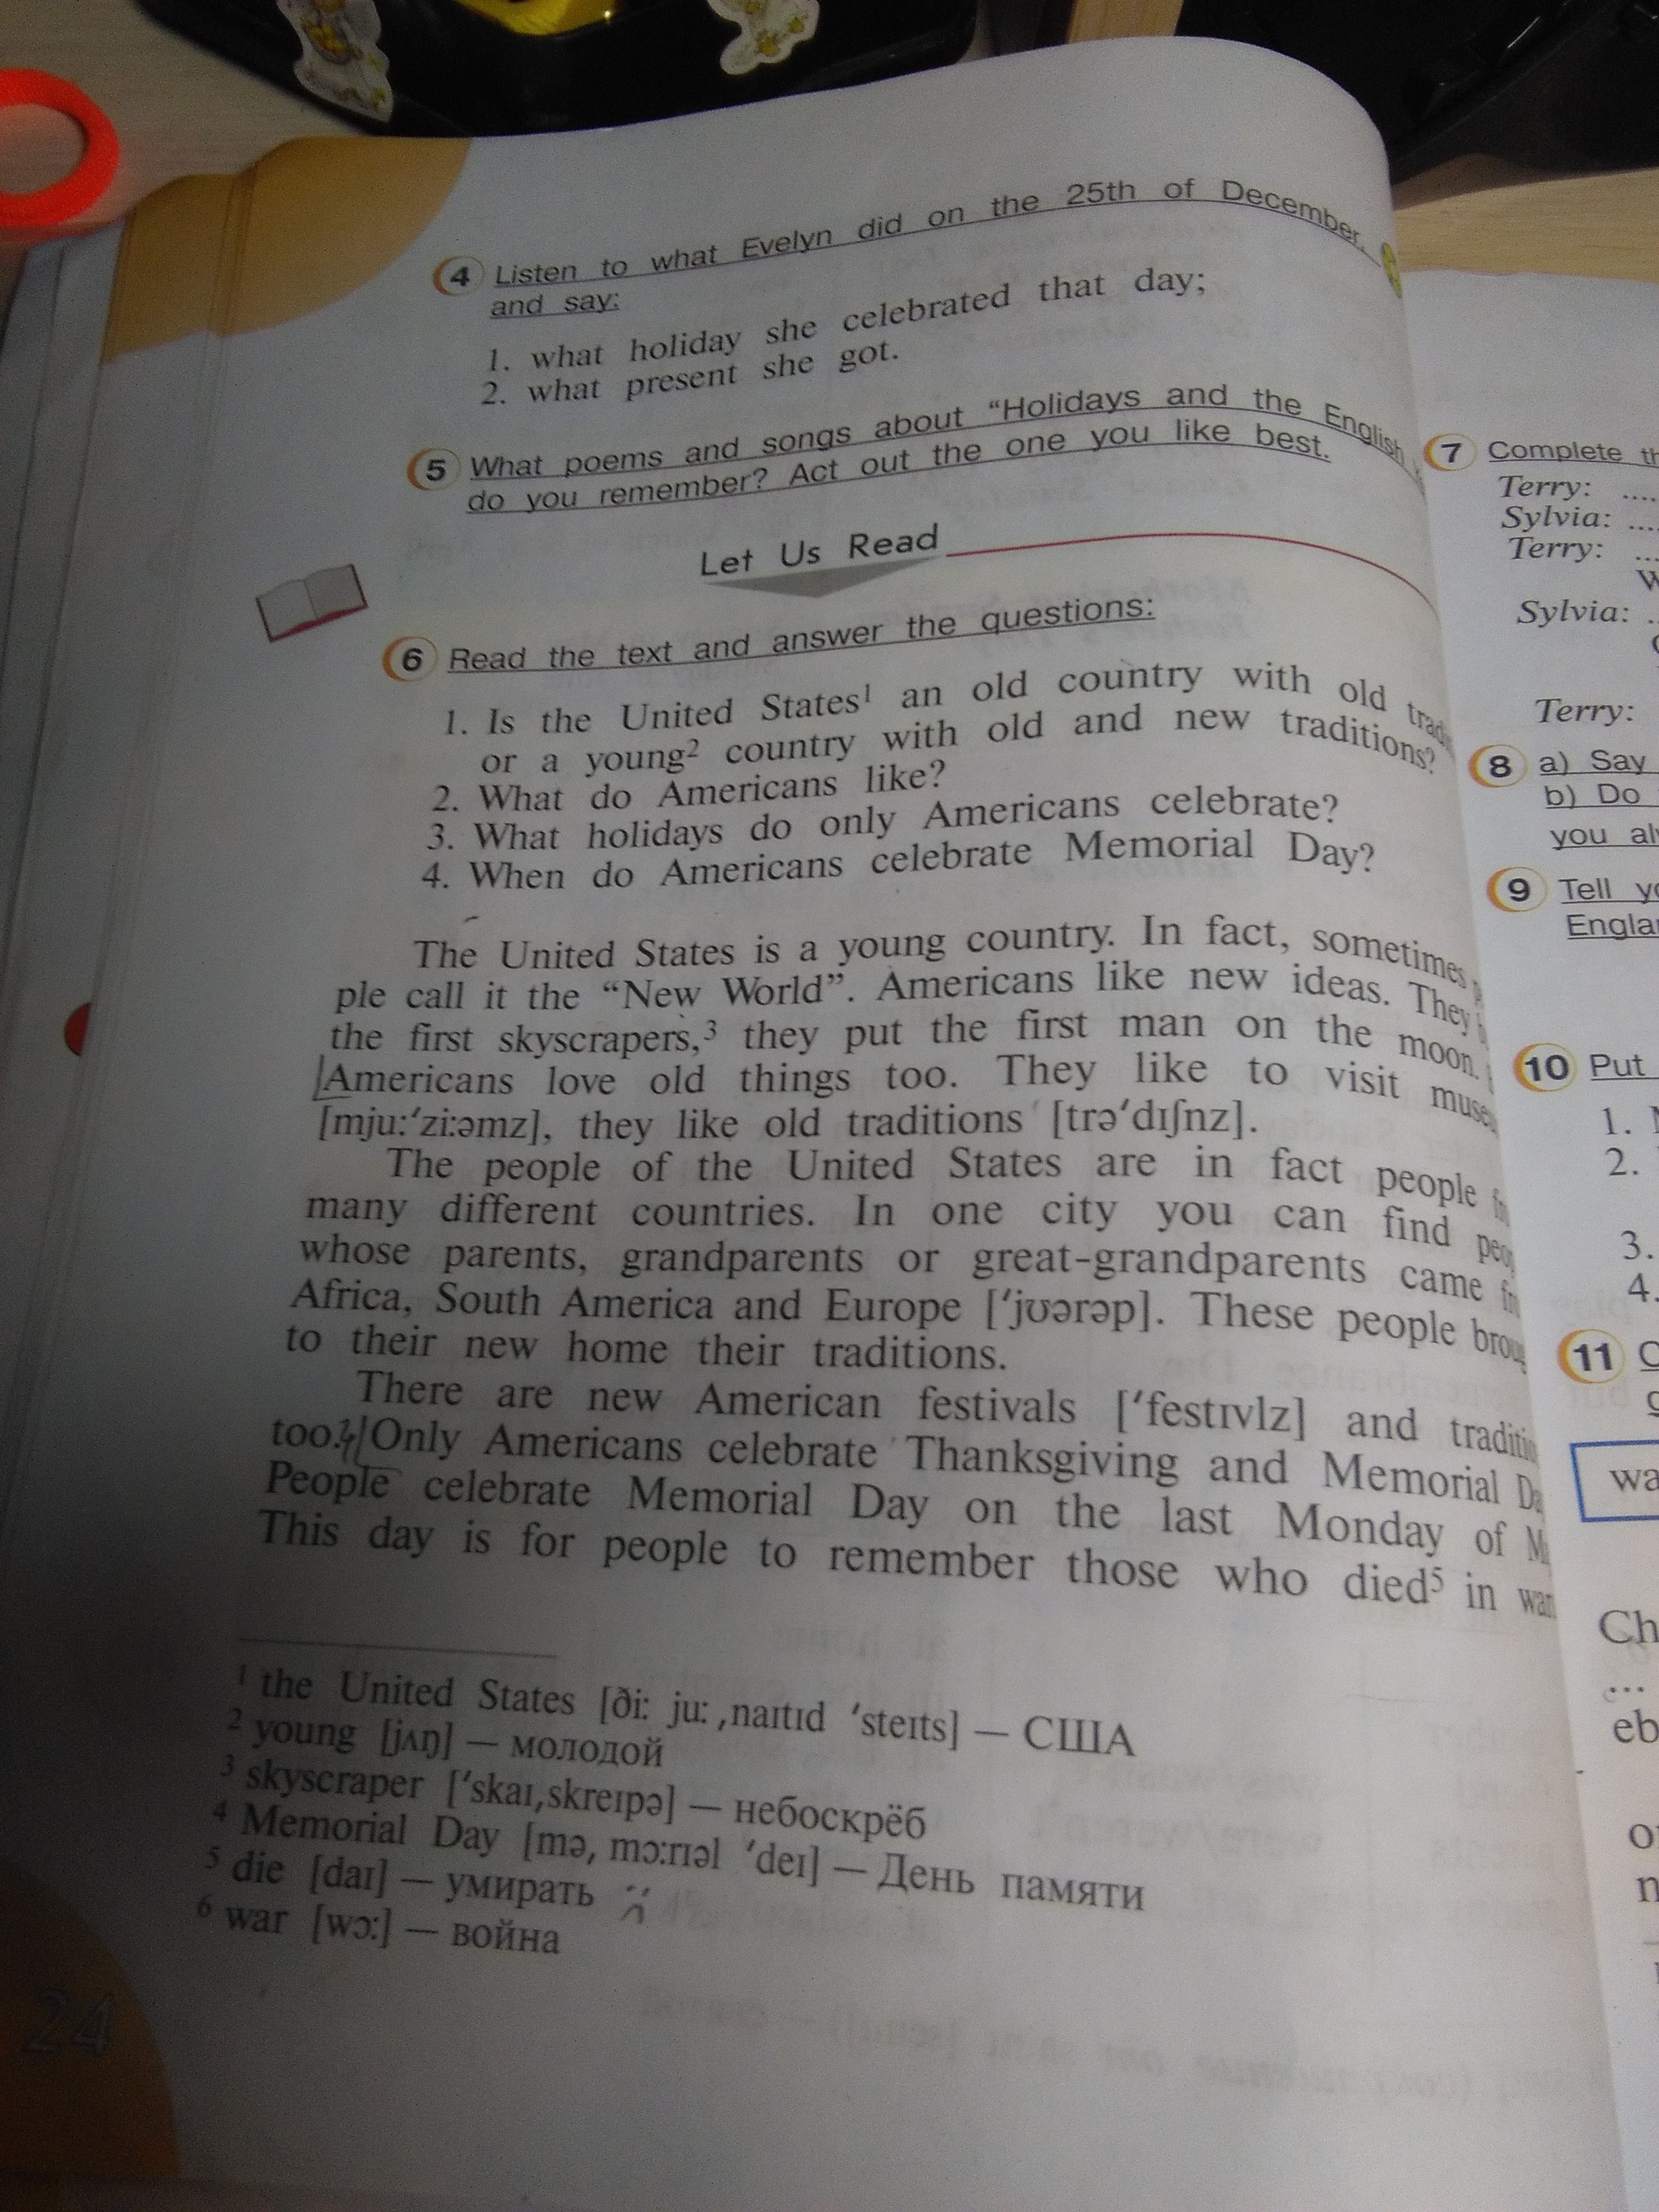 4 Listen to what Evelyn did on the 25th of December
and say:
1. what holiday she celebrated that day;
2. what present she got.
5 What poems and songs about “Holidays and the English
do you remember? Act out the one you like best.
Let Us Read
6 Read the text and answer the questions:
1. Is the United States¹ an old country with old
or a young² country with old and new traditions?
2. What do Americans like?
3. What holidays do only Americans celebrate?
4. When do Americans celebrate Memorial Day?
The United States is a young country. In fact, sometimes
ple call it the “New World”. Americans like new ideas. They
the first skyscrapers,³ they put the first man on the moon.
Americans love old things too. They like to visit
[mju:ʹzi:əmz], they like old traditions [trəʹdɪʃnz].
The people of the United States are in fact people
many different countries. In one city you can find
whose parents, grandparents or great-grandparents came
Africa, South America and Europe [ʹjʊərəp]. These people
to their new home their traditions.
There are new American festivals [ʹfestɪvlz] and
too. Only Americans celebrate Thanksgiving and Memorial
People celebrate Memorial Day on the last Monday of
This day is for people to remember those who died⁵ in
¹ the United States [ði: ju:ˌnaɪtɪd ʹsteɪts] — США
² young [jʌŋ] — молодой
³ skyscraper [ʹskaɪˌskreɪpə] — небоскрёб
⁴ Memorial Day [məˌmɔ:rɪəl ʹdeɪ] — День памяти
⁵ die [daɪ] — умирать
⁶ war [wɔ:] — война
24
7 Complete
Terry: ....
Sylvia: ....
Terry: ...
Sylvia: ..
Terry:
8 a) Say
b) Do
you
9 Tell
10 Put
1.
2.
3.
4.
11
...